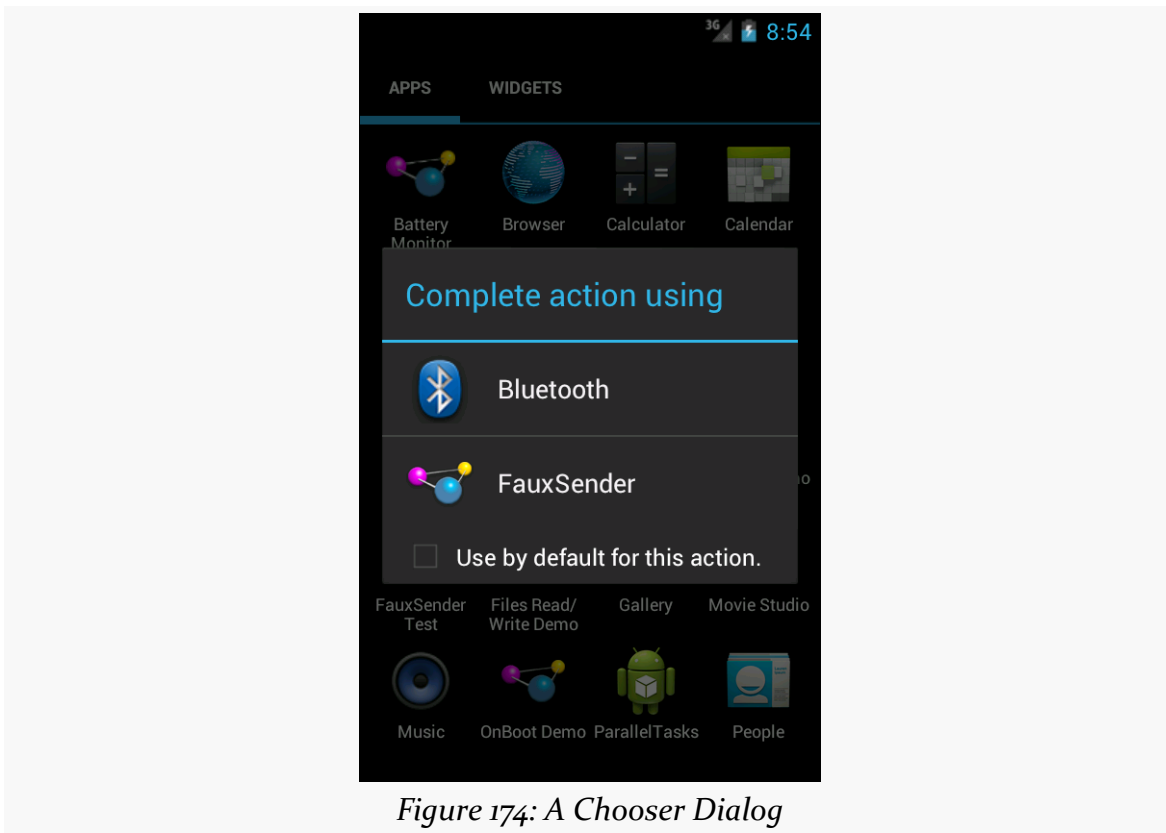 3G 8:54
APPS WIDGETS
Battery Browser Calculator Calendar
Monitor
Complete action using
Bluetooth
FauxSender
Use by default for this action.
FauxSender Files Read/ Gallery Movie Studio
Test Write Demo
Music OnBoot Demo ParallelTasks People
Figure 174: A Chooser Dialog